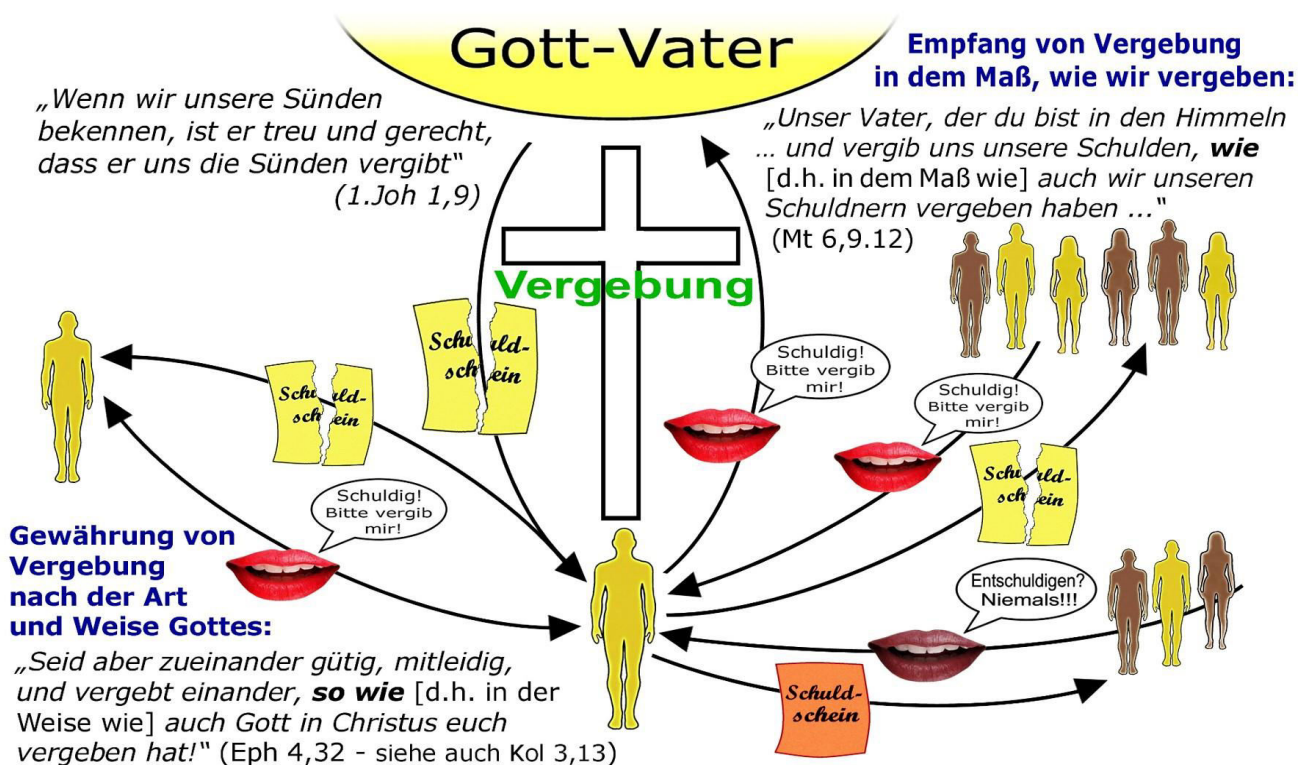 Gott-Vater
„Wenn wir unsere Sünden
bekennen, ist er treu und gerecht,
dass er uns die Sünden vergibt“
(1.Joh 1,9)
Empfang von Vergebung
in dem Maß, wie wir vergeben:
„Unser Vater, der du bist in den Himmeln
... und vergib uns unsere Schulden, wie
[d.h. in dem Maß wie] auch wir unseren
Schuldnern vergeben haben ...“
(Mt 6,9.12)
Vergebung
Schuld-
schein
Schuld-
schein
Schuldig!
Bitte vergib
mir!
Schuldig!
Bitte vergib
mir!
Schuld-
schein
Schuldig!
Bitte vergib
mir!
Entschuldigen?
Niemals!!!
Schuld-
schein
Gewährung von
Vergebung
nach der Art
und Weise Gottes:
„Seid aber zueinander gütig, mitleidig,
und vergebt einander, so wie [d.h. in der
Weise wie] auch Gott in Christus euch
vergeben hat!“ (Eph 4,32 - siehe auch Kol 3,13)